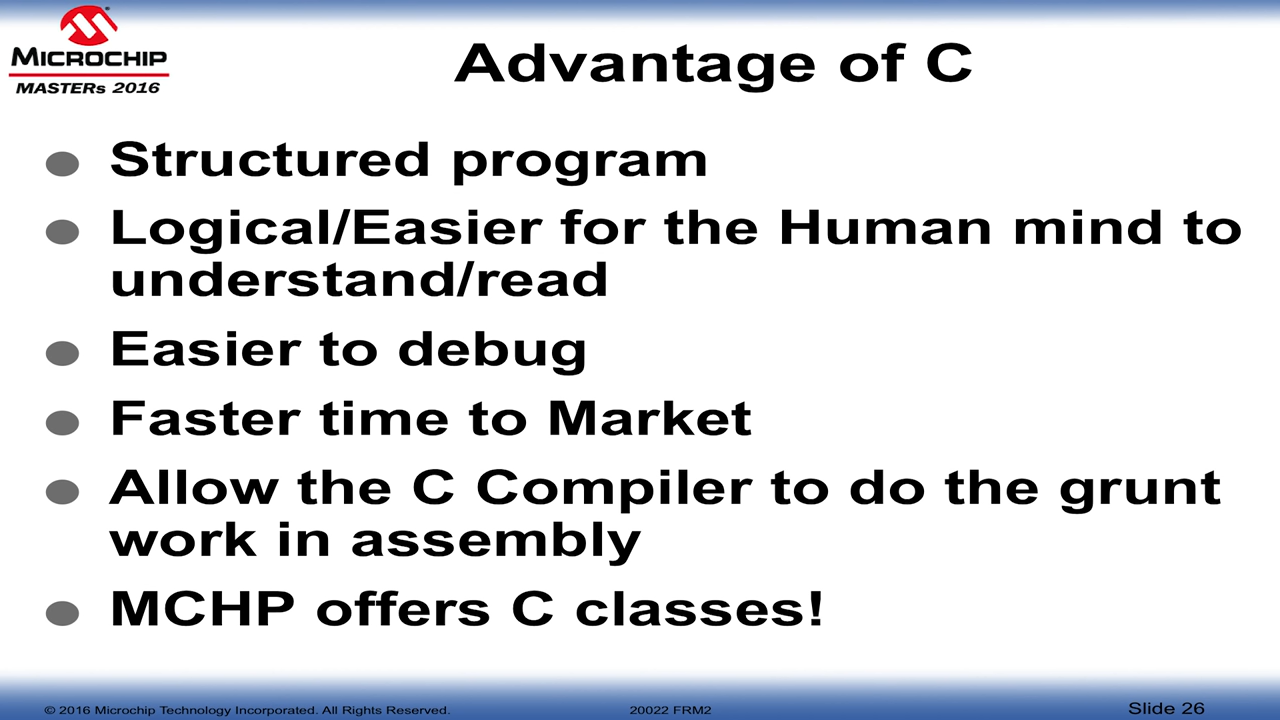 MICROCHIP
MASTERs 2016
Advantage of C
Structured program
Logical/Easier for the Human mind to
understand/read
Easier to debug
Faster time to Market
Allow the C Compiler to do the grunt
work in assembly
MCHP offers C classes!
© 2016 Microchip Technology Incorporated. All Rights Reserved.
20022 FRM2
Slide 26